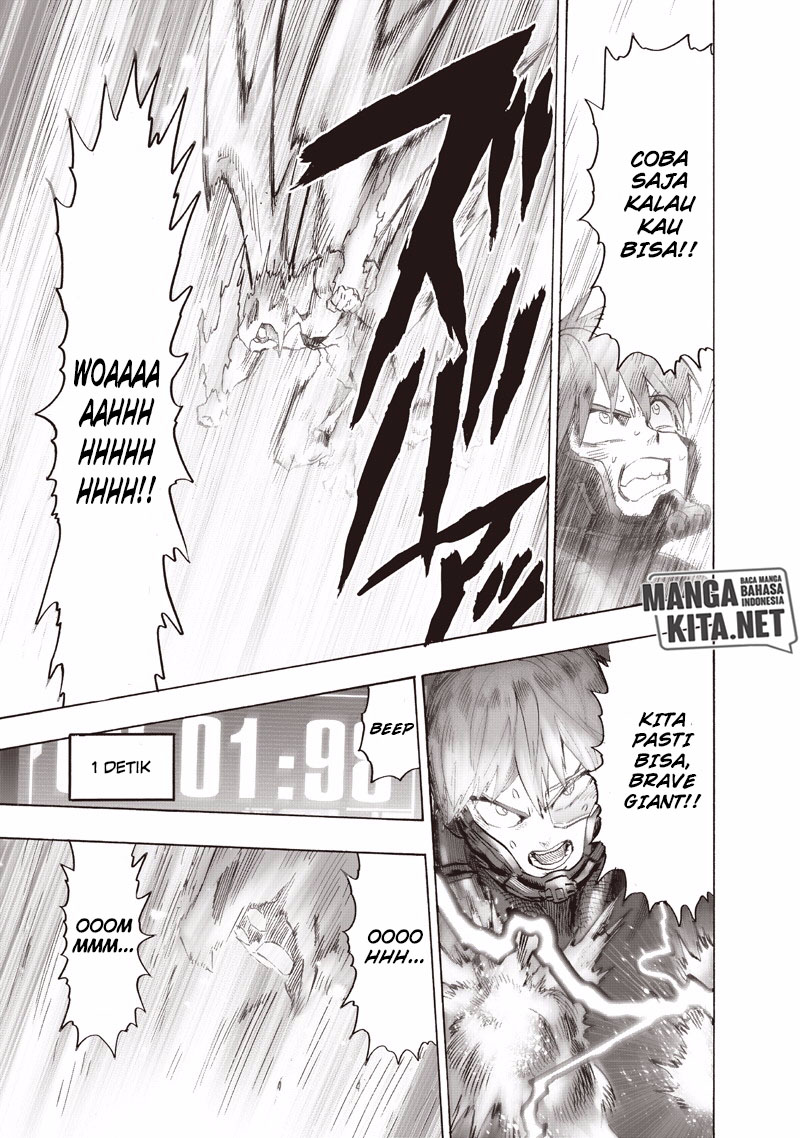 COBA
SAJA
KALAU
KAU
BISA!!
WOAAAA
AAHHH
HHHHH
HHHH!!
MANGA
KITA.NET
BACA MANGA
BAHASA
INDONESIA
KITA
PASTI
BISA,
BRAVE
GIANT!!
BEEP
01:98
1 DETIK
OOOO
HHH...
OOOM
MMM...